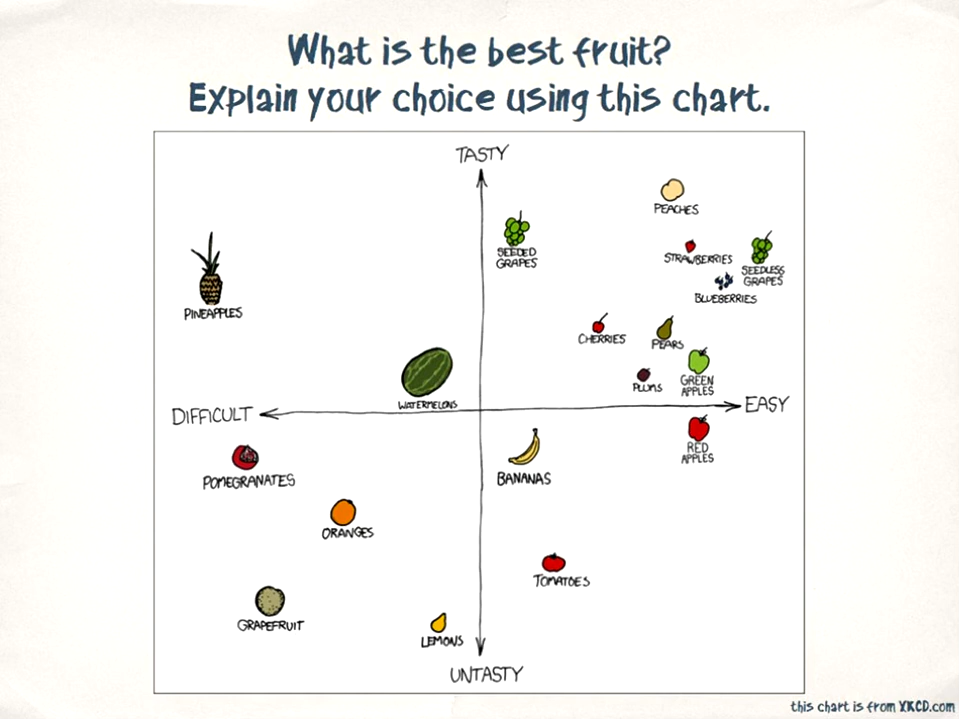 What is the best fruit?
Explain your choice using this chart.
TASTY
PEACHES
SEEDED
GRAPES
STRAWBERRIES
SEEDLESS
GRAPES
BLUEBERRIES
PINEAPPLES
CHERRIES
PEARS
PLUMS
GREEN
APPLES
WATERMELONS
DIFFICULT
EASY
RED
APPLES
POMEGRANATES
BANANAS
ORANGES
TOMATOES
GRAPEFRUIT
LEMONS
UNTASTY
this chart is from XKCD.com